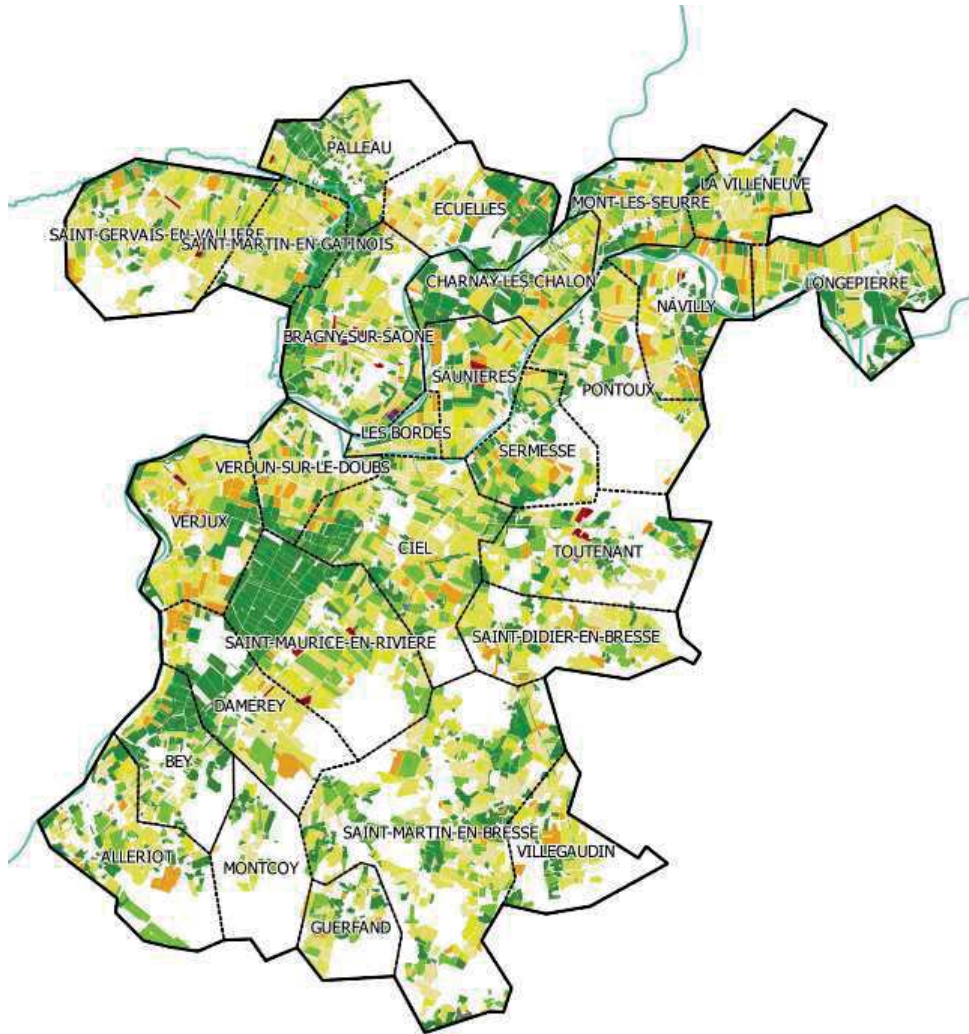 PALLEAU
LA VILLENEUVE
ECUELLES
MONT-LES-SEURRE
SAINT-GERVAIS-EN-VALLIERE
SAINT-MARTIN-EN-GATINOIS
CHARNAY-LES-CHALON
LONGEPIERRE
NAVILLY
BRAGNY-SUR-SAONE
SAUNIERES
PONTOUX
LES BORDES
SERMESSE
VERDUN-SUR-LE-DOUBS
VERJUX
CIEL
TOUTENANT
SAINT-MAURICE-EN-RIVIERE
SAINT-DIDIER-EN-BRESSE
DAMEREY
BEY
SAINT-MARTIN-EN-BRESSE
VILLEGAUDIN
ALLERIOT
MONTCOY
GUERFAND